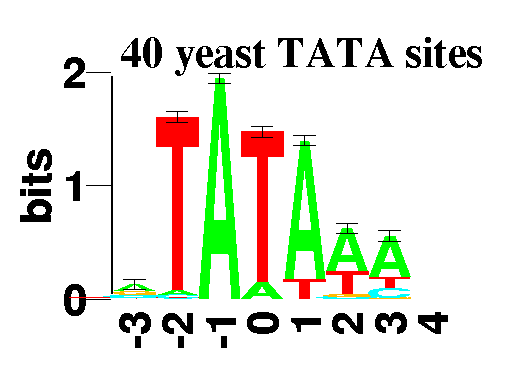 40 yeast TATA sites
2
1
0
bits
-3 -2 -1 0 1 2 3 4
T A T A A A
A A T T T
C C